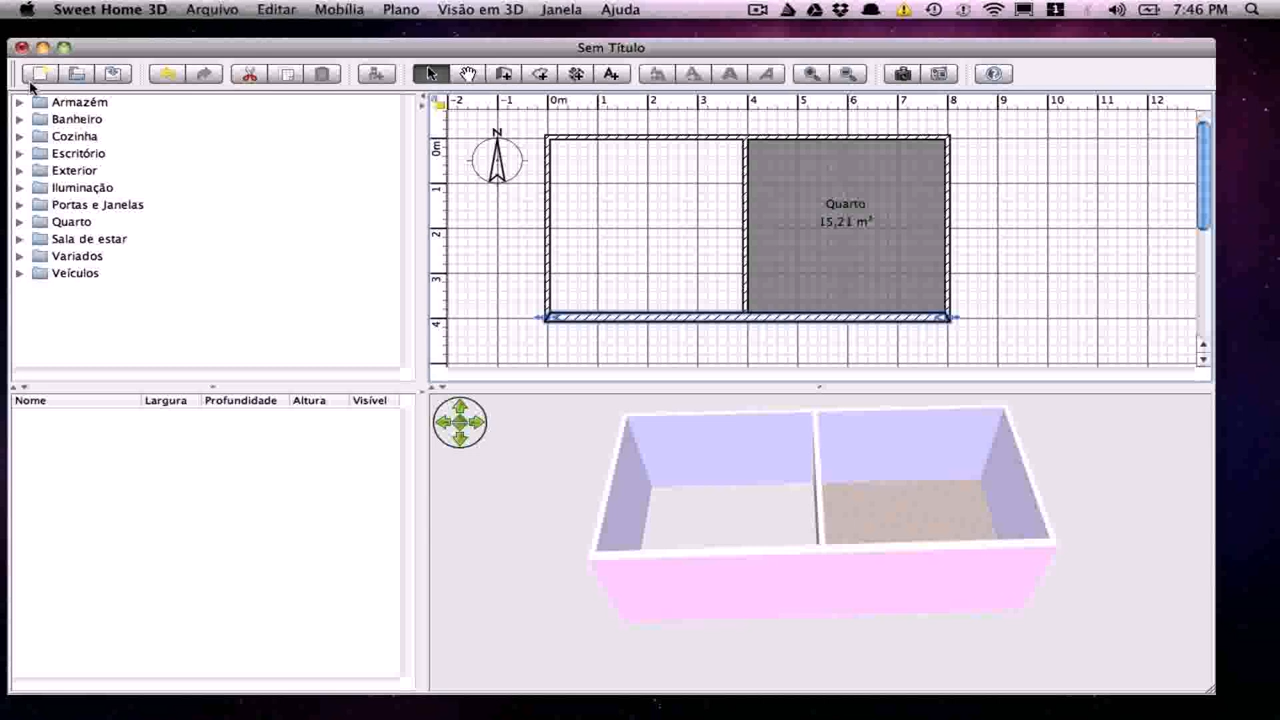 Sweet Home 3D Arquivo Editar Mobília Plano Visão em 3D Janela Ajuda 1 7:46 PM
Sem Título
Armazém
Banheiro
Cozinha
Escritório
Exterior
Iluminação
Portas e Janelas
Quarto
Sala de estar
Variados
Veículos
-2 -1 0m 1 2 3 4 5 6 7 8 9 10 11 12
N
0m
1
2
3
4
Quarto
15,21 m²
Nome Largura Profundidade Altura Visível